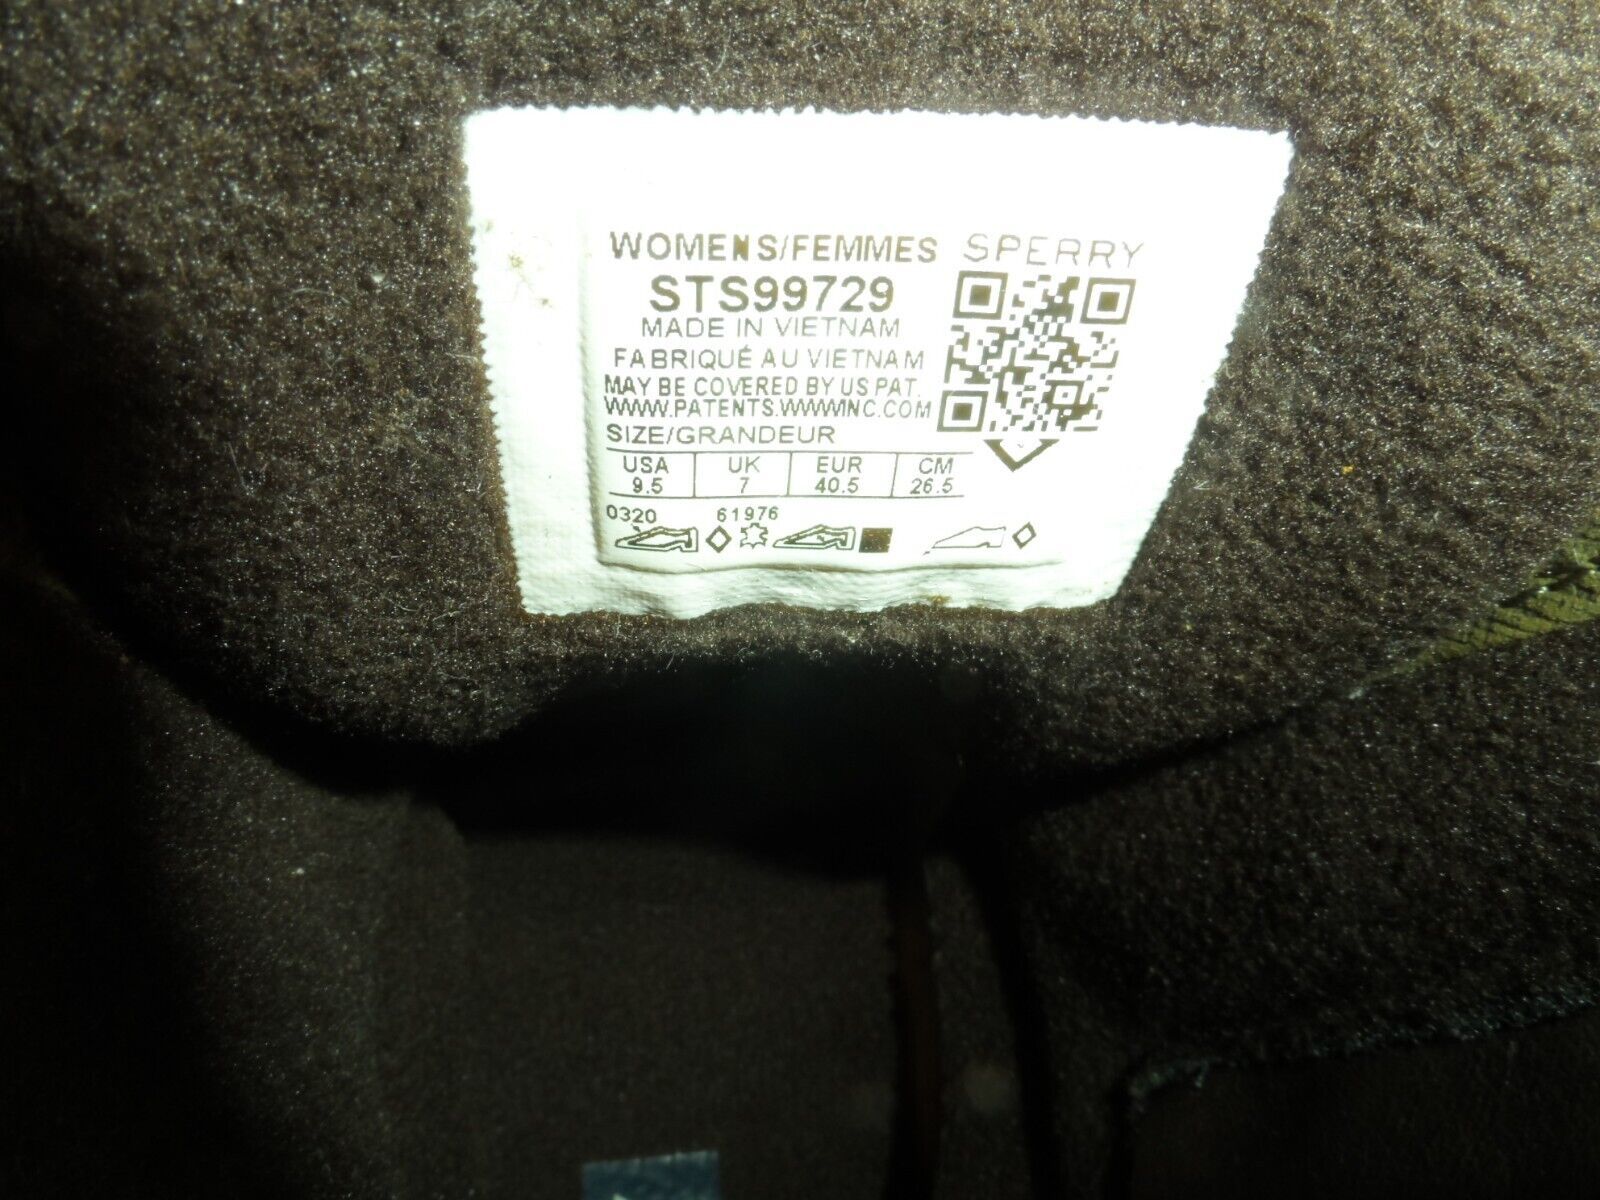 WOMENS/FEMMES SPERRY
STS99729
MADE IN VIETNAM
FABRIQUÉ AU VIETNAM
MAY BE COVERED BY US PAT.
WWW.PATENTS.WWWINC.COM
SIZE/GRANDEUR
USA UK EUR CM
9.5 7 40.5 26.5
0320 61976